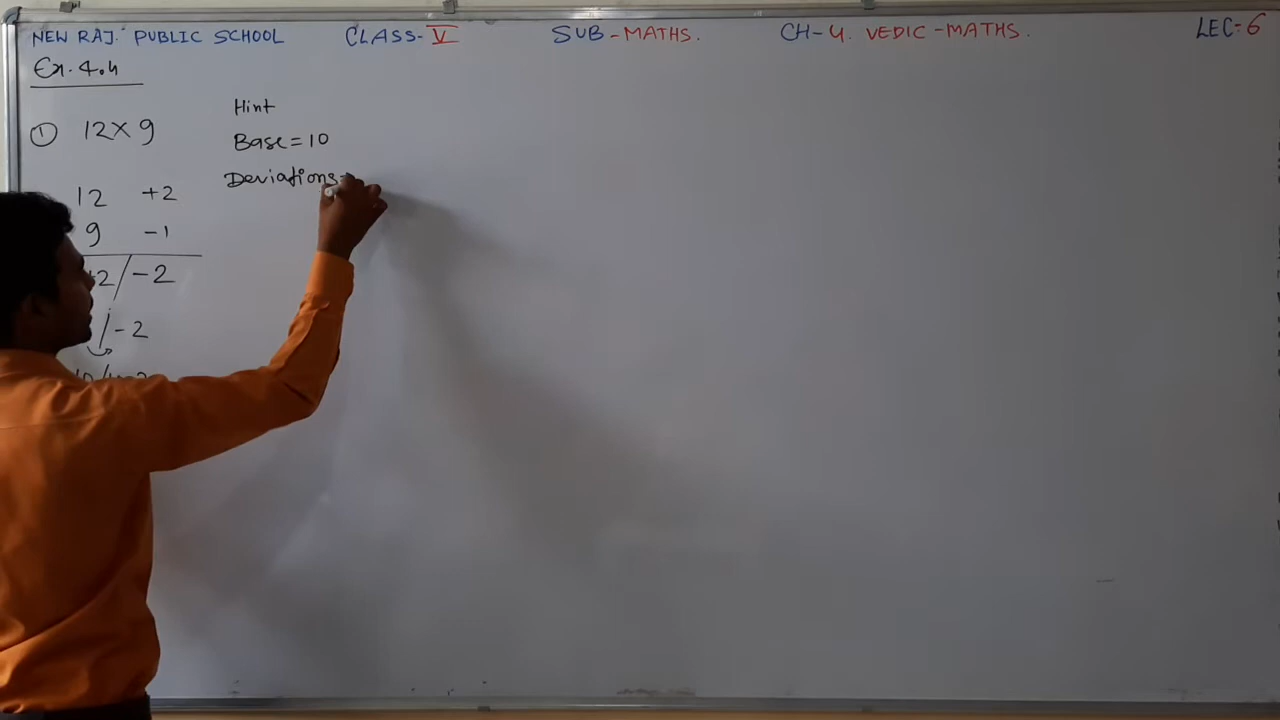 NEW RAJ. PUBLIC SCHOOL CLASS-V SUB-MATHS. CH-4. VEDIC-MATHS. LEC:6
Ex. 4.4
① 12×9
Hint
Base=10
Deviations
12 +2
9 -1
2/-2
/-2